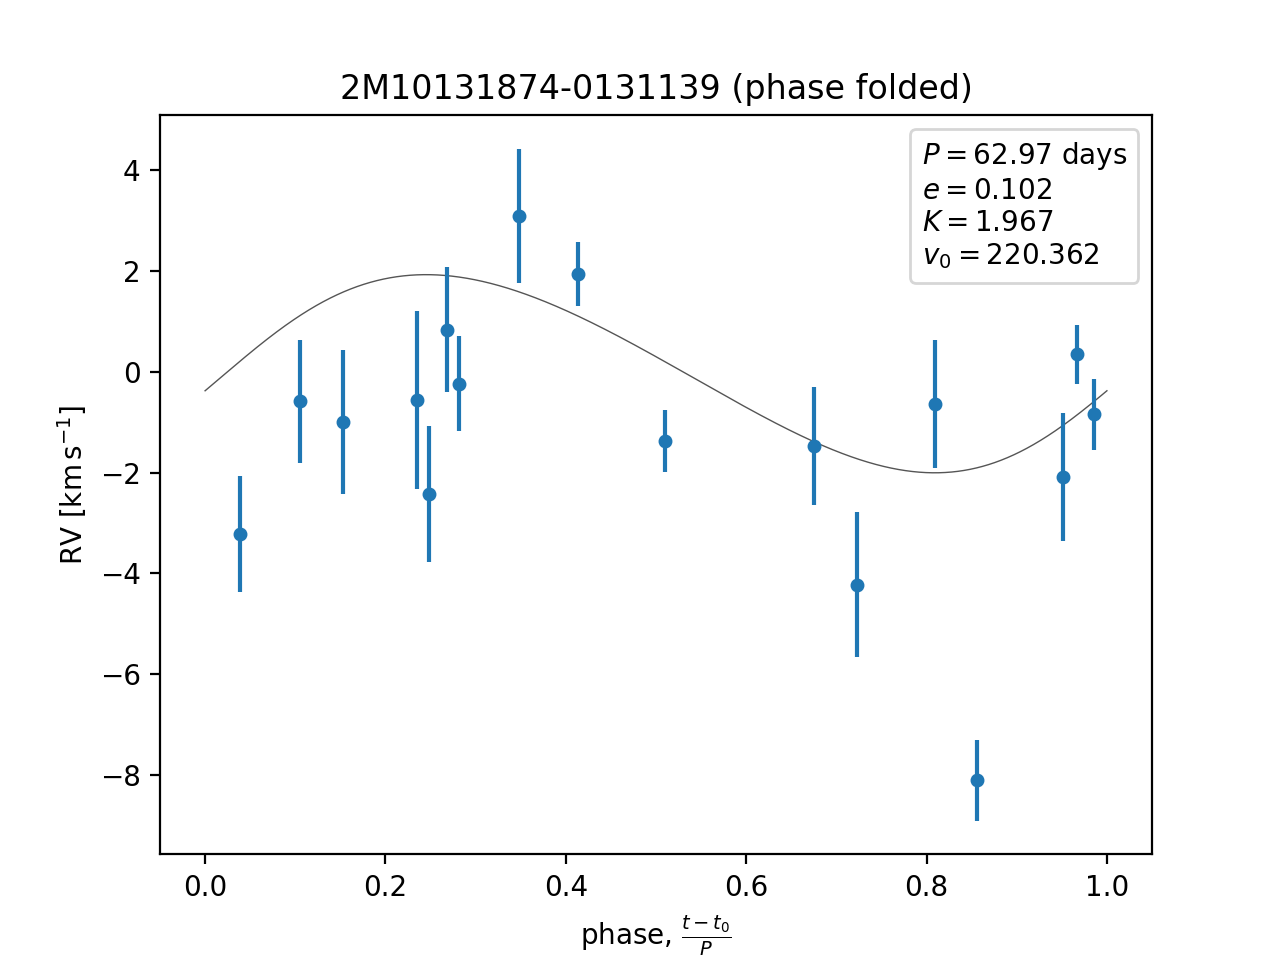 2M10131874-0131139 (phase folded)
P = 62.97 days
e = 0.102
K = 1.967
v₀ = 220.362
RV [km s⁻¹]
4
2
0
−2
−4
−6
−8
0.0 0.2 0.4 0.6 0.8 1.0
phase, (t − t₀)/P